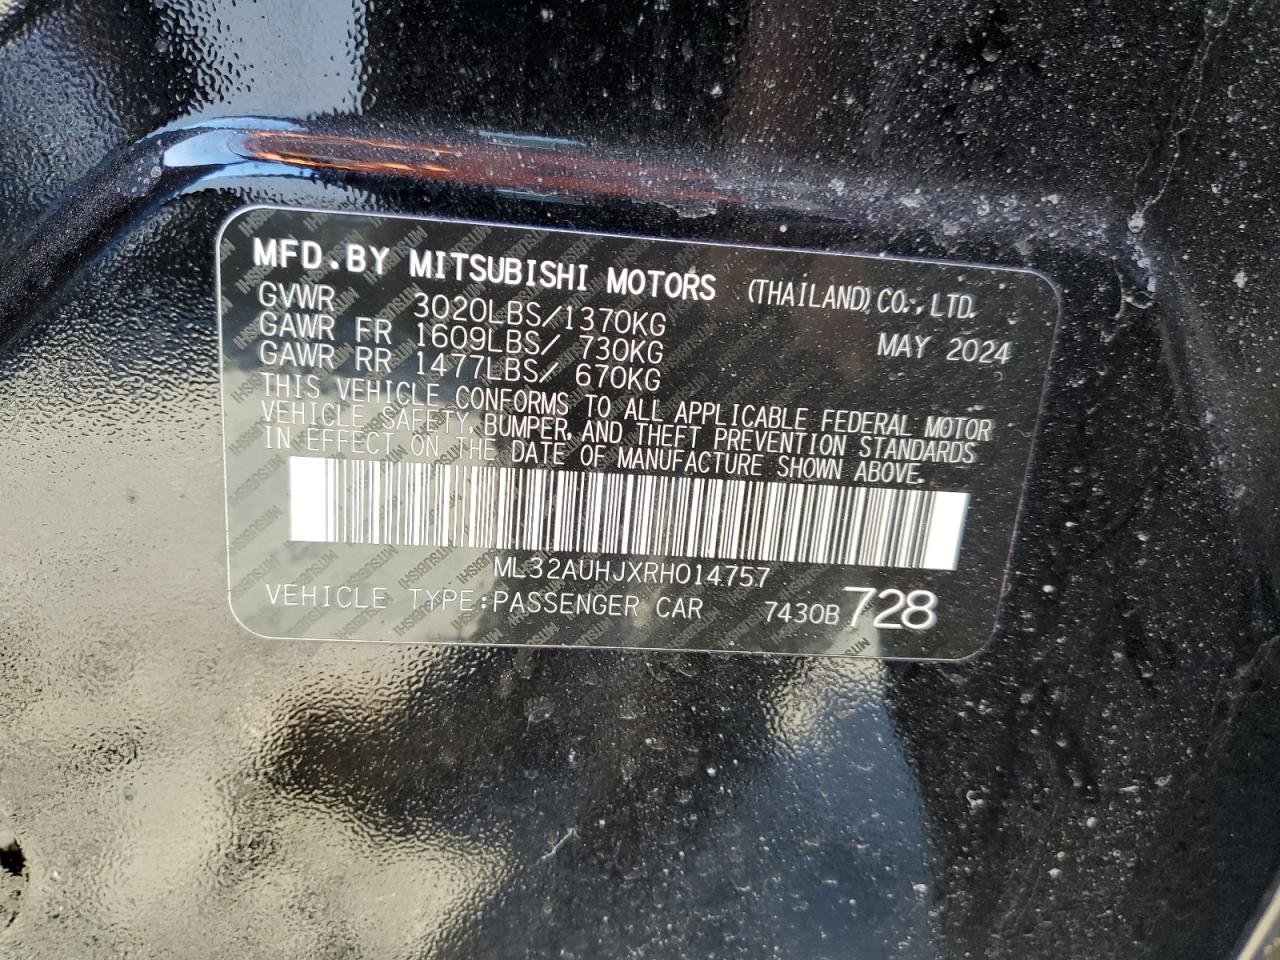 MFD.BY MITSUBISHI MOTORS (THAILAND) CO., LTD.
GVWR 3020LBS/1370KG
GAWR FR 1609LBS/ 730KG MAY 2024
GAWR RR 1477LBS/ 670KG
THIS VEHICLE CONFORMS TO ALL APPLICABLE FEDERAL MOTOR
VEHICLE SAFETY, BUMPER, AND THEFT PREVENTION STANDARDS
IN EFFECT ON THE DATE OF MANUFACTURE SHOWN ABOVE.
ML32AUHJXRH014757
VEHICLE TYPE:PASSENGER CAR 7430B 728